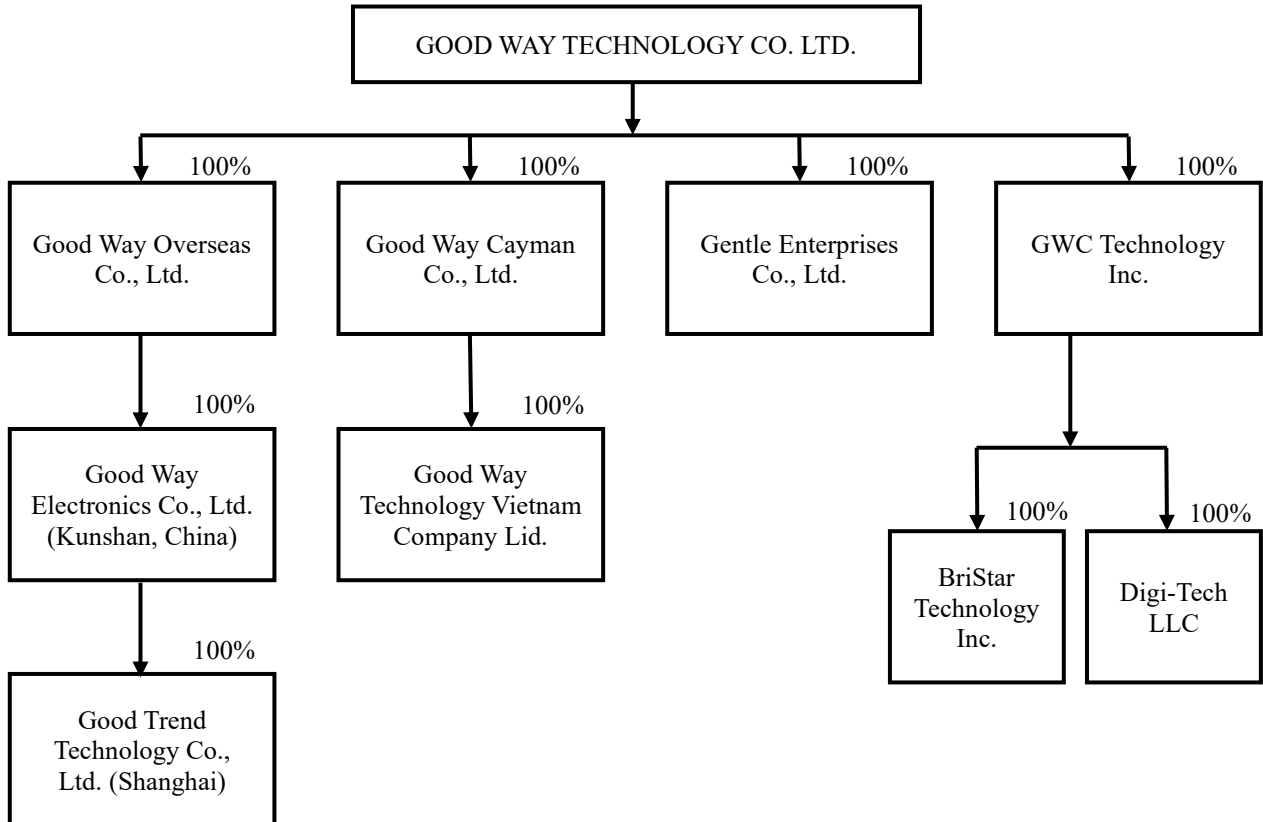 GOOD WAY TECHNOLOGY CO. LTD.
100%
100%
100%
100%
Good Way Overseas
Co., Ltd.
Good Way Cayman
Co., Ltd.
Gentle Enterprises
Co., Ltd.
GWC Technology
Inc.
100%
100%
Good Way
Electronics Co., Ltd.
(Kunshan, China)
Good Way
Technology Vietnam
Company Lid.
100%
100%
BriStar
Technology
Inc.
Digi-Tech
LLC
100%
Good Trend
Technology Co.,
Ltd. (Shanghai)